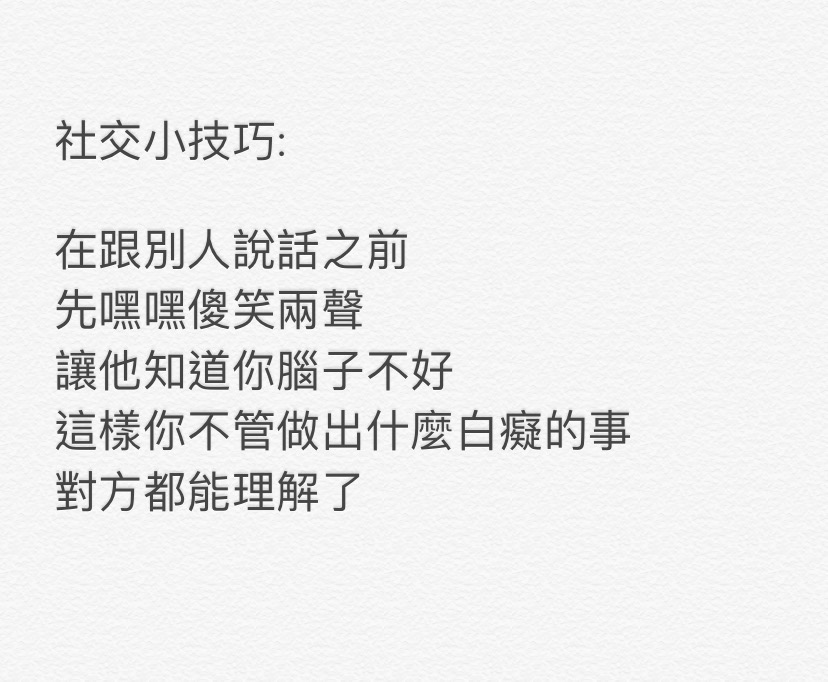 社交小技巧:
在跟別人說話之前
先嘿嘿傻笑兩聲
讓他知道你腦子不好
這樣你不管做出什麼白癡的事
對方都能理解了